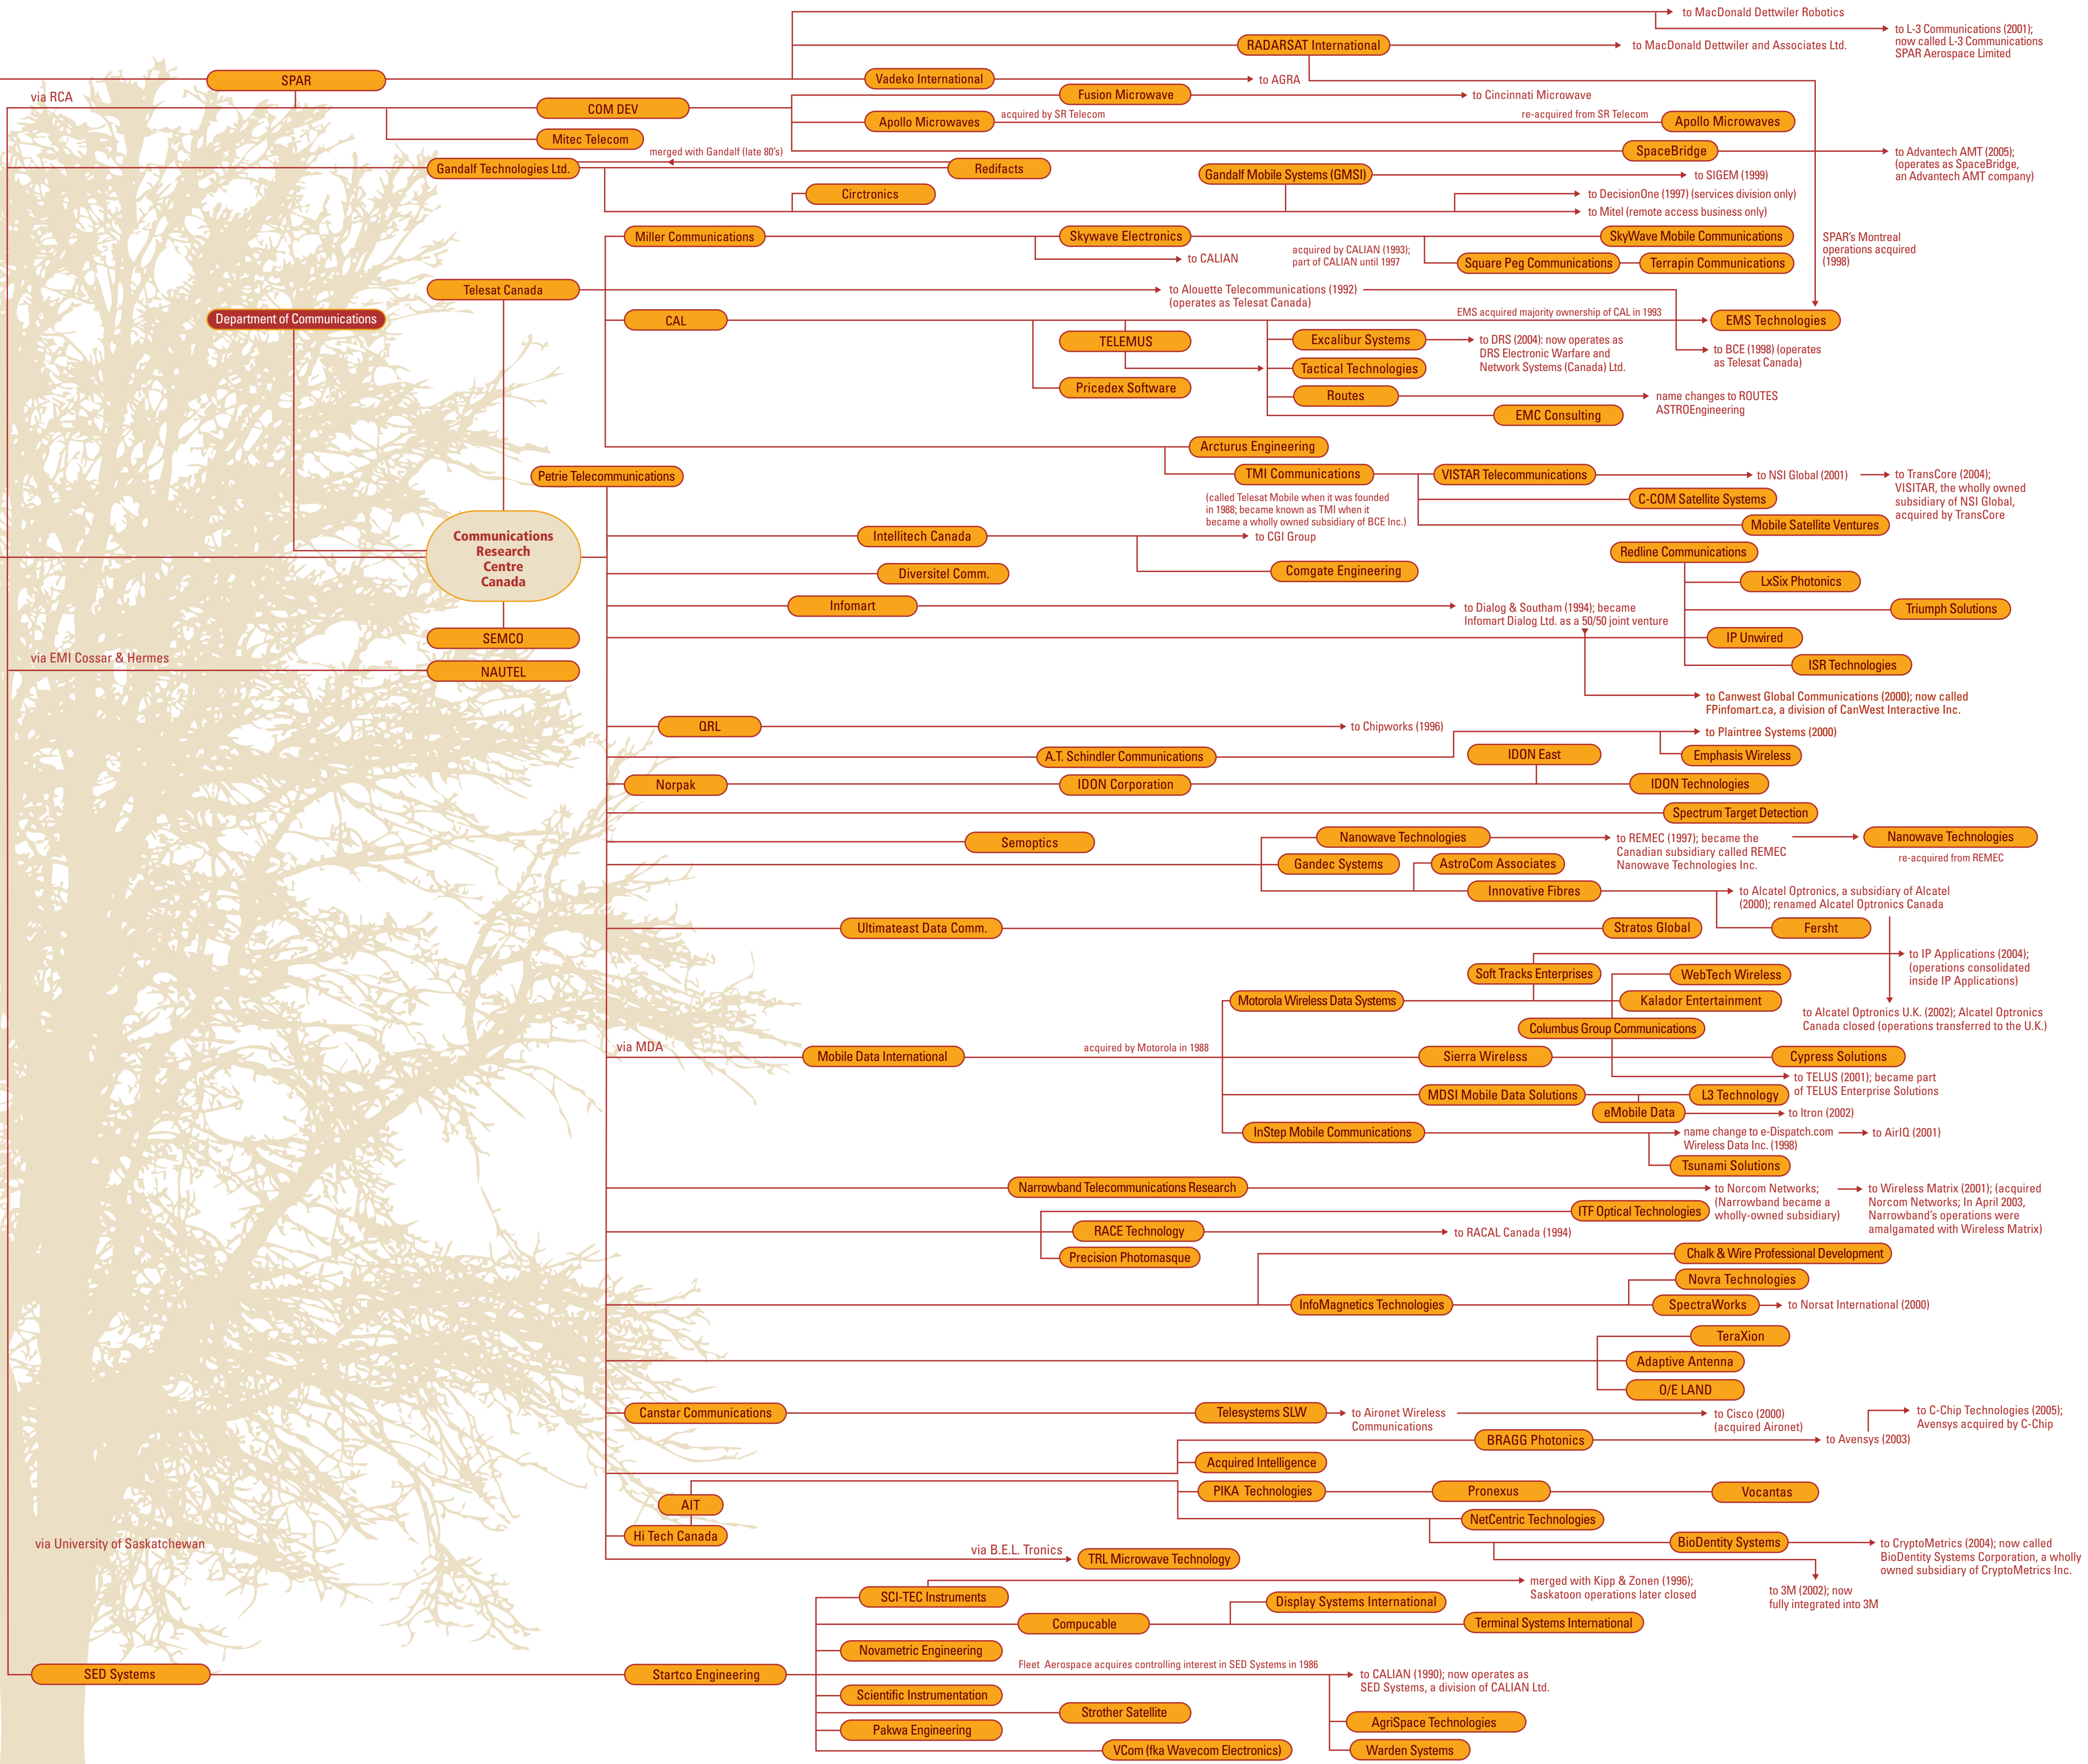 to MacDonald Dettwiler Robotics
to L-3 Communications (2001);
now called L-3 Communications
SPAR Aerospace Limited
RADARSAT International
to MacDonald Dettwiler and Associates Ltd.
SPAR
Vadeko International
to AGRA
via RCA
Fusion Microwave
to Cincinnati Microwave
COM DEV
Apollo Microwaves
acquired by SR Telecom
re-acquired from SR Telecom
Apollo Microwaves
Mitec Telecom
merged with Gandalf (late 80's)
SpaceBridge
to Advantech AMT (2005);
(operates as SpaceBridge,
an Advantech AMT company)
Gandalf Technologies Ltd.
Redifacts
Gandalf Mobile Systems (GMSI)
to SIGEM (1999)
Circtronics
to DecisionOne (1997) (services division only)
to Mitel (remote access business only)
Miller Communications
Skywave Electronics
SkyWave Mobile Communications
SPAR's Montreal
operations acquired
(1998)
to CALIAN
acquired by CALIAN (1993);
part of CALIAN until 1997
Square Peg Communications
Terrapin Communications
Telesat Canada
to Alouette Telecommunications (1992)
(operates as Telesat Canada)
Department of Communications
CAL
EMS acquired majority ownership of CAL in 1993
EMS Technologies
TELEMUS
Excalibur Systems
to DRS (2004): now operates as
DRS Electronic Warfare and
Network Systems (Canada) Ltd.
to BCE (1998) (operates
as Telesat Canada)
Tactical Technologies
Pricedex Software
Routes
name changes to ROUTES
ASTROEngineering
EMC Consulting
Arcturus Engineering
Petrie Telecommunications
TMI Communications
VISTAR Telecommunications
to NSI Global (2001)
to TransCore (2004);
VISITAR, the wholly owned
subsidiary of NSI Global,
acquired by TransCore
(called Telesat Mobile when it was founded
in 1988; became known as TMI when it
became a wholly owned subsidiary of BCE Inc.)
C-COM Satellite Systems
Mobile Satellite Ventures
Communications
Research
Centre
Canada
Intellitech Canada
to CGI Group
Redline Communications
Diversitel Comm.
Comgate Engineering
LxSix Photonics
Infomart
to Dialog & Southam (1994); became
Infomart Dialog Ltd. as a 50/50 joint venture
Triumph Solutions
SEMCO
IP Unwired
via EMI Cossar & Hermes
NAUTEL
ISR Technologies
to Canwest Global Communications (2000); now called
FPinfomart.ca, a division of CanWest Interactive Inc.
QRL
to Chipworks (1996)
to Plaintree Systems (2000)
A.T. Schindler Communications
IDON East
Emphasis Wireless
Norpak
IDON Corporation
IDON Technologies
Spectrum Target Detection
Semoptics
Nanowave Technologies
to REMEC (1997); became the
Canadian subsidiary called REMEC
Nanowave Technologies Inc.
Nanowave Technologies
re-acquired from REMEC
Gandec Systems
AstroCom Associates
Innovative Fibres
to Alcatel Optronics, a subsidiary of Alcatel
(2000); renamed Alcatel Optronics Canada
Ultimateast Data Comm.
Stratos Global
Fersht
to IP Applications (2004);
(operations consolidated
inside IP Applications)
Soft Tracks Enterprises
WebTech Wireless
Motorola Wireless Data Systems
Kalador Entertainment
to Alcatel Optronics U.K. (2002); Alcatel Optronics
Canada closed (operations transferred to the U.K.)
Columbus Group Communications
via MDA
Mobile Data International
acquired by Motorola in 1988
Sierra Wireless
Cypress Solutions
to TELUS (2001); became part
of TELUS Enterprise Solutions
MDSI Mobile Data Solutions
L3 Technology
eMobile Data
to Itron (2002)
InStep Mobile Communications
name change to e-Dispatch.com
Wireless Data Inc. (1998)
to AirIQ (2001)
Tsunami Solutions
Narrowband Telecommunications Research
to Norcom Networks;
(Narrowband became a
wholly-owned subsidiary)
to Wireless Matrix (2001); (acquired
Norcom Networks; In April 2003,
Narrowband's operations were
amalgamated with Wireless Matrix)
ITF Optical Technologies
RACE Technology
to RACAL Canada (1994)
Precision Photomasque
Chalk & Wire Professional Development
Novra Technologies
InfoMagnetics Technologies
SpectraWorks
to Norsat International (2000)
TeraXion
Adaptive Antenna
O/E LAND
Canstar Communications
Telesystems SLW
to Aironet Wireless
Communications
to Cisco (2000)
(acquired Aironet)
to C-Chip Technologies (2005);
Avensys acquired by C-Chip
BRAGG Photonics
to Avensys (2003)
Acquired Intelligence
PIKA Technologies
Pronexus
Vocantas
AIT
NetCentric Technologies
Hi Tech Canada
via University of Saskatchewan
BioDentity Systems
to CryptoMetrics (2004); now called
BioDentity Systems Corporation, a wholly
owned subsidiary of CryptoMetrics Inc.
via B.E.L. Tronics
TRL Microwave Technology
merged with Kipp & Zonen (1996);
Saskatoon operations later closed
to 3M (2002); now
fully integrated into 3M
SCI-TEC Instruments
Display Systems International
Compucable
Terminal Systems International
Novametric Engineering
SED Systems
Startco Engineering
Fleet Aerospace acquires controlling interest in SED Systems in 1986
to CALIAN (1990); now operates as
SED Systems, a division of CALIAN Ltd.
Scientific Instrumentation
Strother Satellite
AgriSpace Technologies
Pakwa Engineering
VCom (fka Wavecom Electronics)
Warden Systems